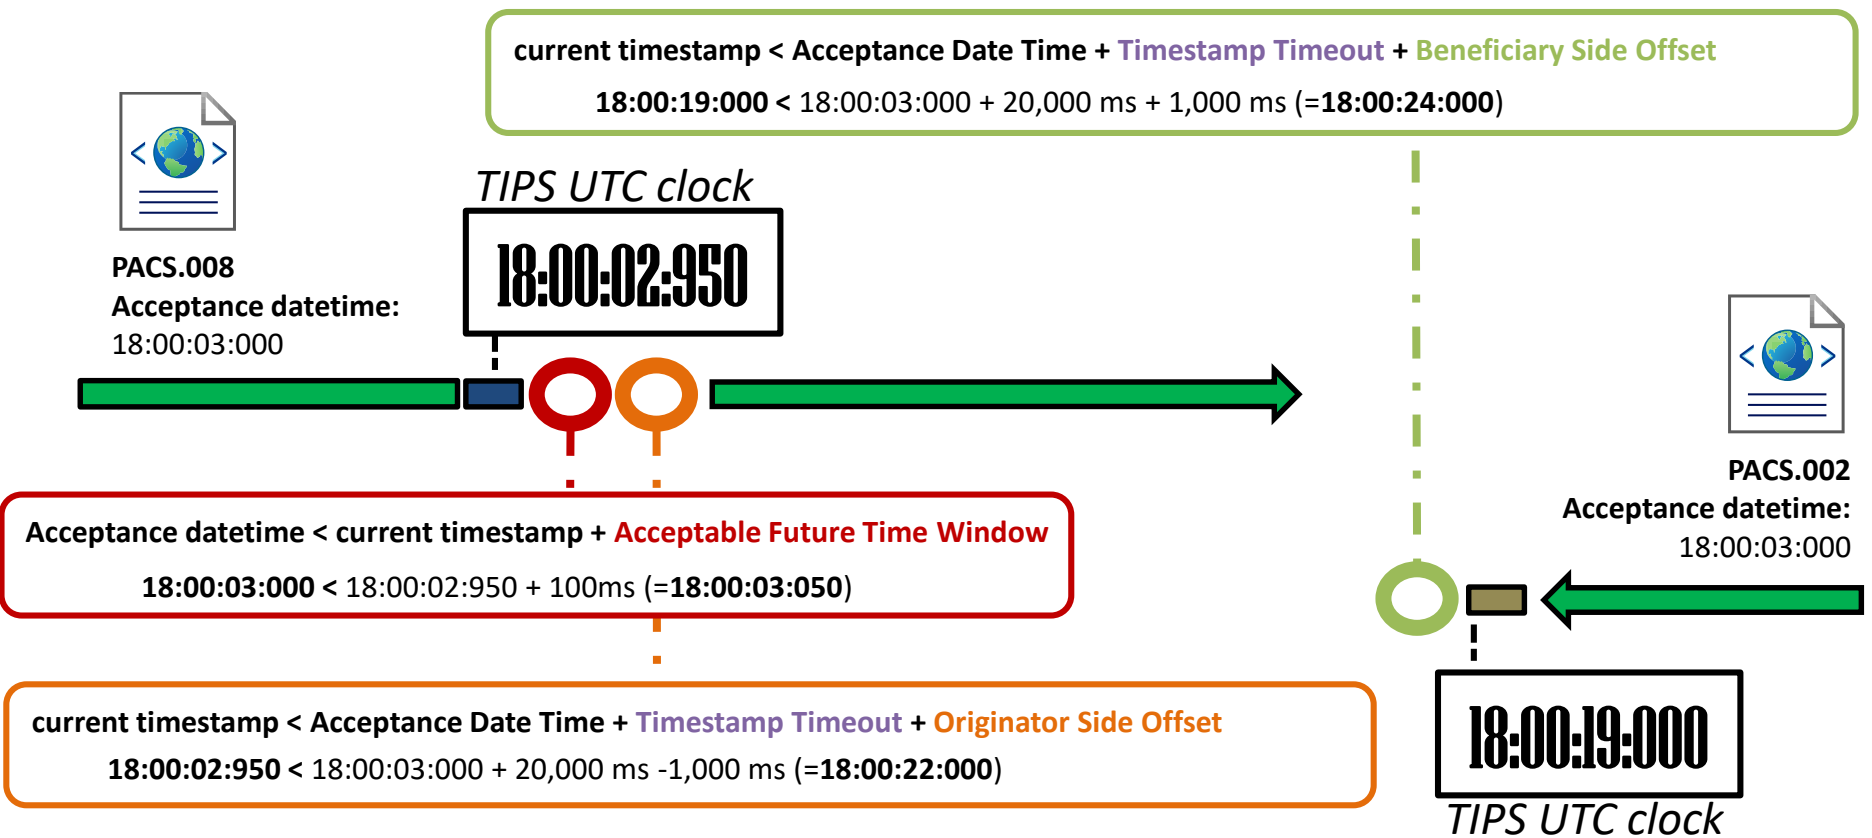 current timestamp < Acceptance Date Time + Timestamp Timeout + Beneficiary Side Offset
18:00:19:000 < 18:00:03:000 + 20,000 ms + 1,000 ms (=18:00:24:000)
< >
TIPS UTC clock
18:00:02:950
PACS.008
Acceptance datetime:
18:00:03:000
< >
PACS.002
Acceptance datetime:
18:00:03:000
Acceptance datetime < current timestamp + Acceptable Future Time Window
18:00:03:000 < 18:00:02:950 + 100ms (=18:00:03:050)
current timestamp < Acceptance Date Time + Timestamp Timeout + Originator Side Offset
18:00:02:950 < 18:00:03:000 + 20,000 ms -1,000 ms (=18:00:22:000)
18:00:19:000
TIPS UTC clock